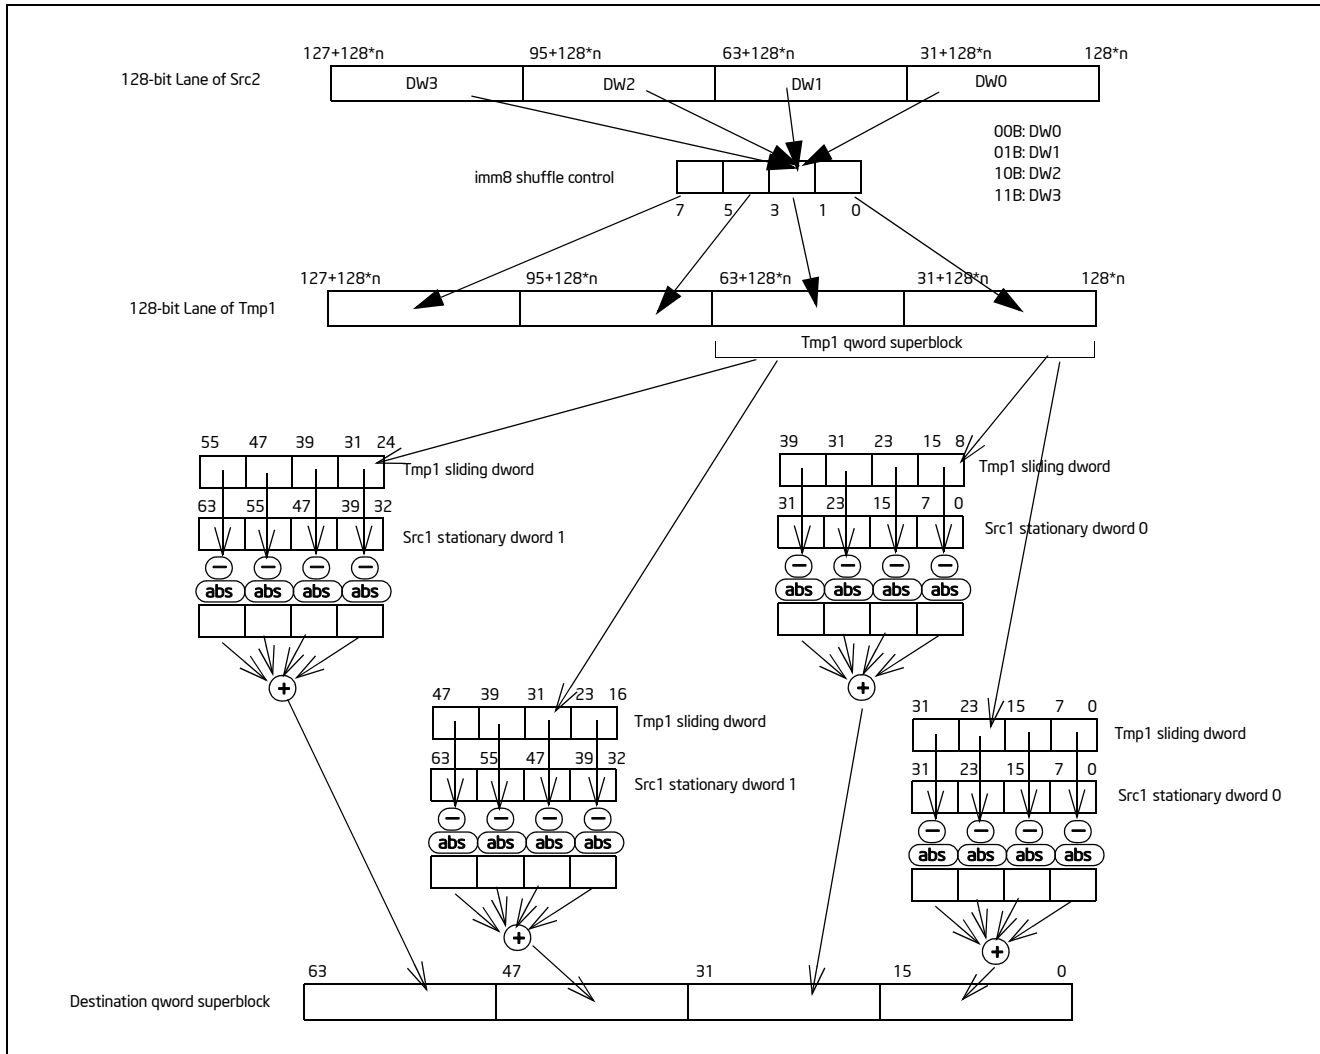 127+128*n 95+128*n 63+128*n 31+128*n 128*n
128-bit Lane of Src2
DW3 DW2 DW1 DW0
00B: DW0
01B: DW1
10B: DW2
11B: DW3
imm8 shuffle control
7 5 3 1 0
127+128*n 95+128*n 63+128*n 31+128*n 128*n
128-bit Lane of Tmp1
Tmp1 qword superblock
55 47 39 31 24
Tmp1 sliding dword
63 55 47 39 32
Src1 stationary dword 1
− − − −
abs abs abs abs
+
39 31 23 15 8
Tmp1 sliding dword
31 23 15 7 0
Src1 stationary dword 0
− − − −
abs abs abs abs
+
47 39 31 23 16
Tmp1 sliding dword
63 55 47 39 32
Src1 stationary dword 1
− − − −
abs abs abs abs
+
31 23 15 7 0
Tmp1 sliding dword
31 23 15 7 0
Src1 stationary dword 0
− − − −
abs abs abs abs
+
63 47 31 15 0
Destination qword superblock